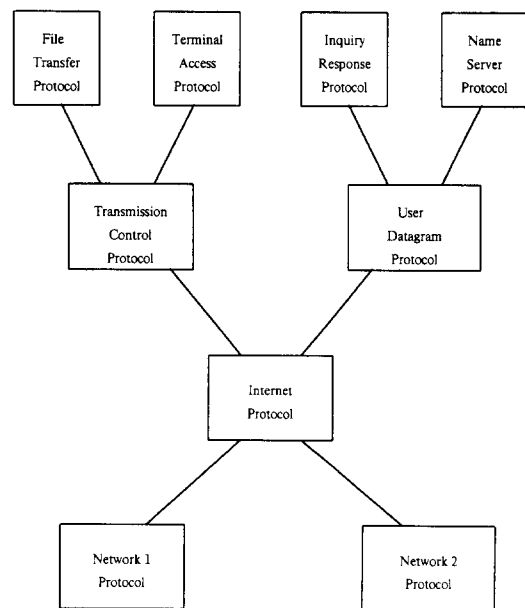 File
Transfer
Protocol
Terminal
Access
Protocol
Inquiry
Response
Protocol
Name
Server
Protocol
Transmission
Control
Protocol
User
Datagram
Protocol
Internet
Protocol
Network 1
Protocol
Network 2
Protocol